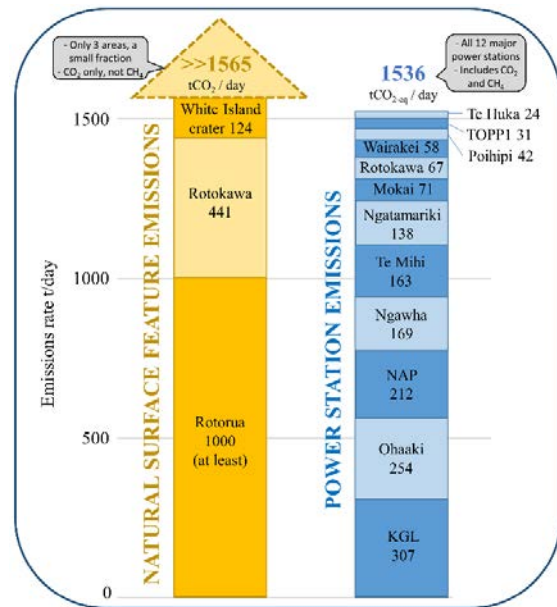 - Only 3 areas, a
small fraction
- CO₂ only, not CH₄
>>1565
tCO₂ / day
- All 12 major
power stations
- Includes CO₂
and CH₄
1536
tCO₂-eq / day
Emissions rate t/day
1500
1000
500
0
NATURAL SURFACE FEATURE EMISSIONS
White Island
crater 124
Rotokawa
441
Rotorua
1000
(at least)
POWER STATION EMISSIONS
Te Huka 24
TOPP1 31
Poihipi 42
Wairakei 58
Rotokawa 67
Mokai 71
Ngatamariki
138
Te Mihi
163
Ngawha
169
NAP
212
Ohaaki
254
KGL
307